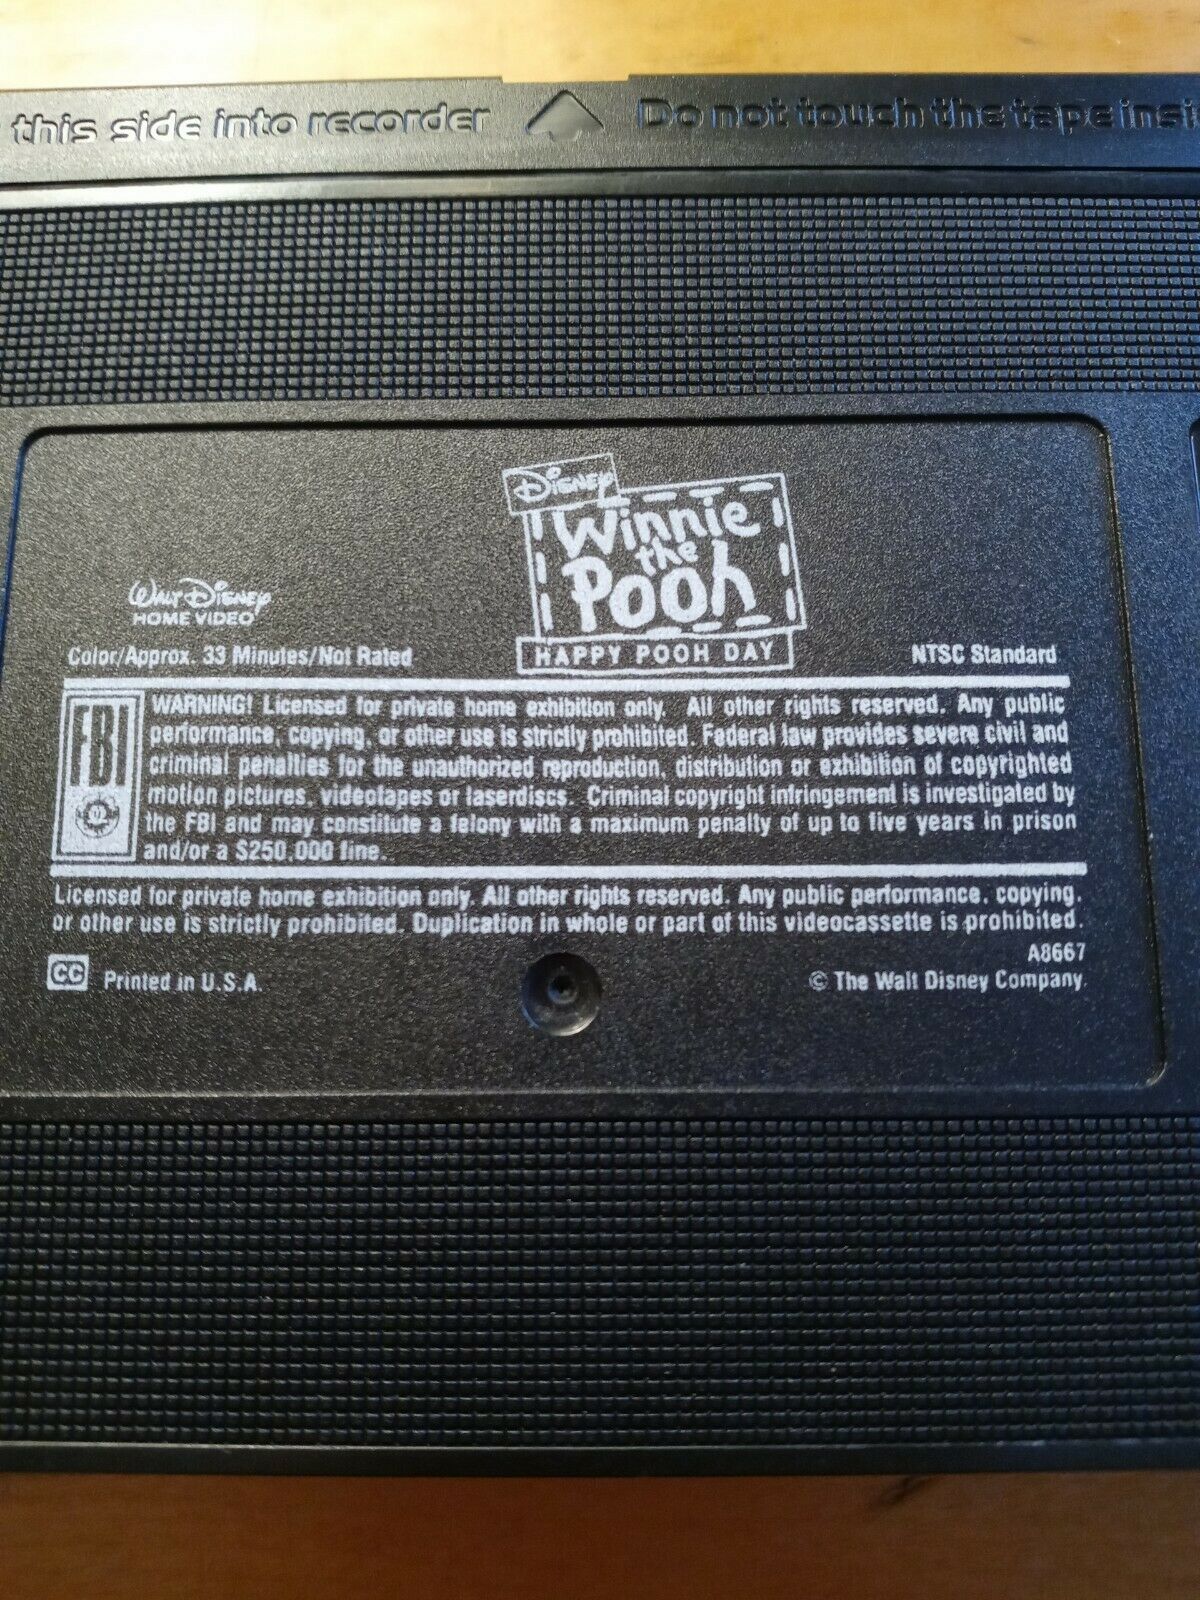 this side into recorder Do not touch the tape insi
Disney
Winnie
the
Pooh
HAPPY POOH DAY
Walt Disney
HOME VIDEO
Color/Approx. 33 Minutes/Not Rated
NTSC Standard
FBI
WARNING! Licensed for private home exhibition only. All other rights reserved. Any public
performance, copying, or other use is strictly prohibited. Federal law provides severe civil and
criminal penalties for the unauthorized reproduction, distribution or exhibition of copyrighted
motion pictures, videotapes or laserdiscs. Criminal copyright infringement is investigated by
the FBI and may constitute a felony with a maximum penalty of up to five years in prison
and/or a $250,000 fine.
Licensed for private home exhibition only. All other rights reserved. Any public performance, copying,
or other use is strictly prohibited. Duplication in whole or part of this videocassette is prohibited.
A8667
CC Printed in U.S.A.
© The Walt Disney Company